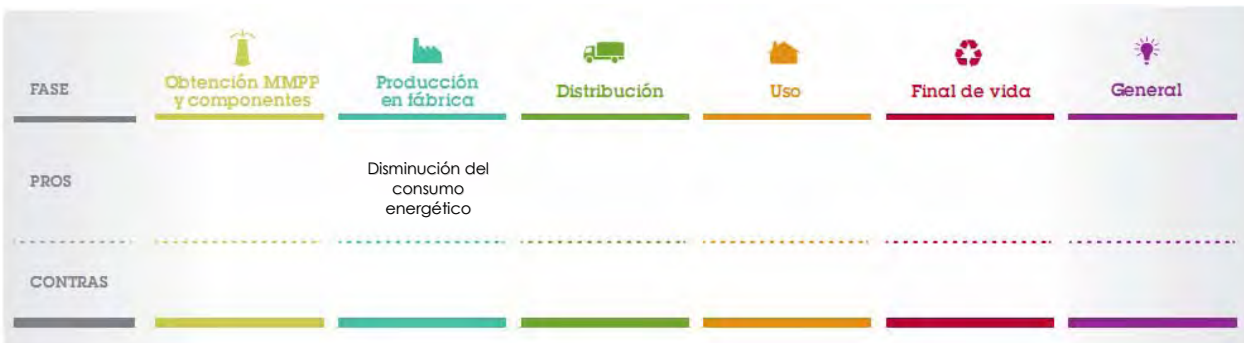 FASE
Obtención MMPP
y componentes
Producción
en fábrica
Distribución
Uso
Final de vida
General
PROS
Disminución del
consumo
energético
CONTRAS